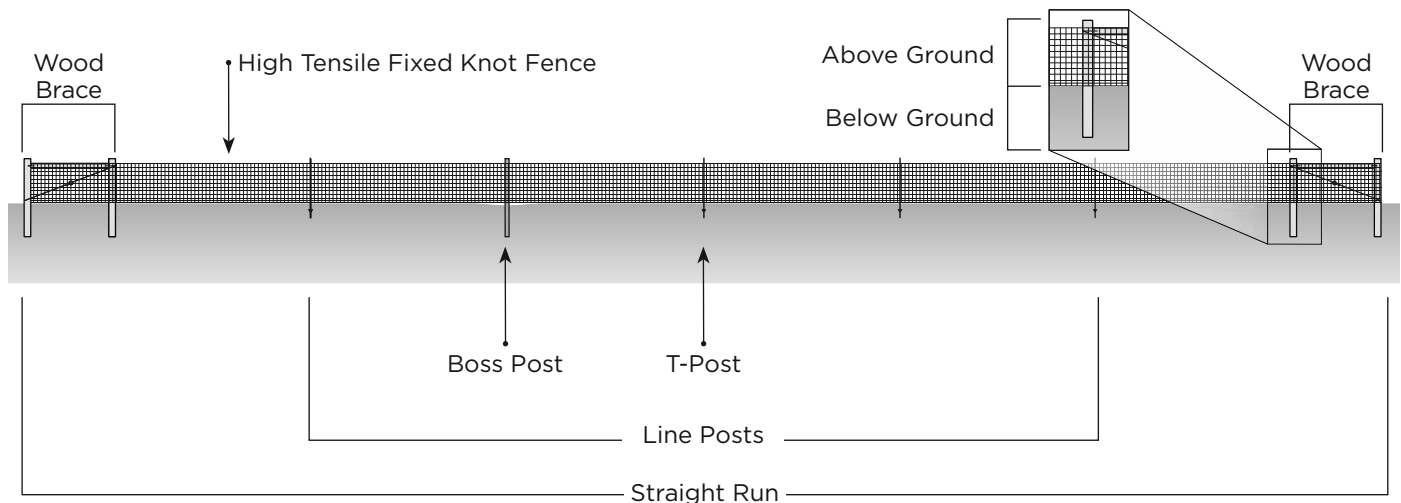 Wood
Brace
High Tensile Fixed Knot Fence
Above Ground
Below Ground
Wood
Brace
Boss Post
T-Post
Line Posts
Straight Run